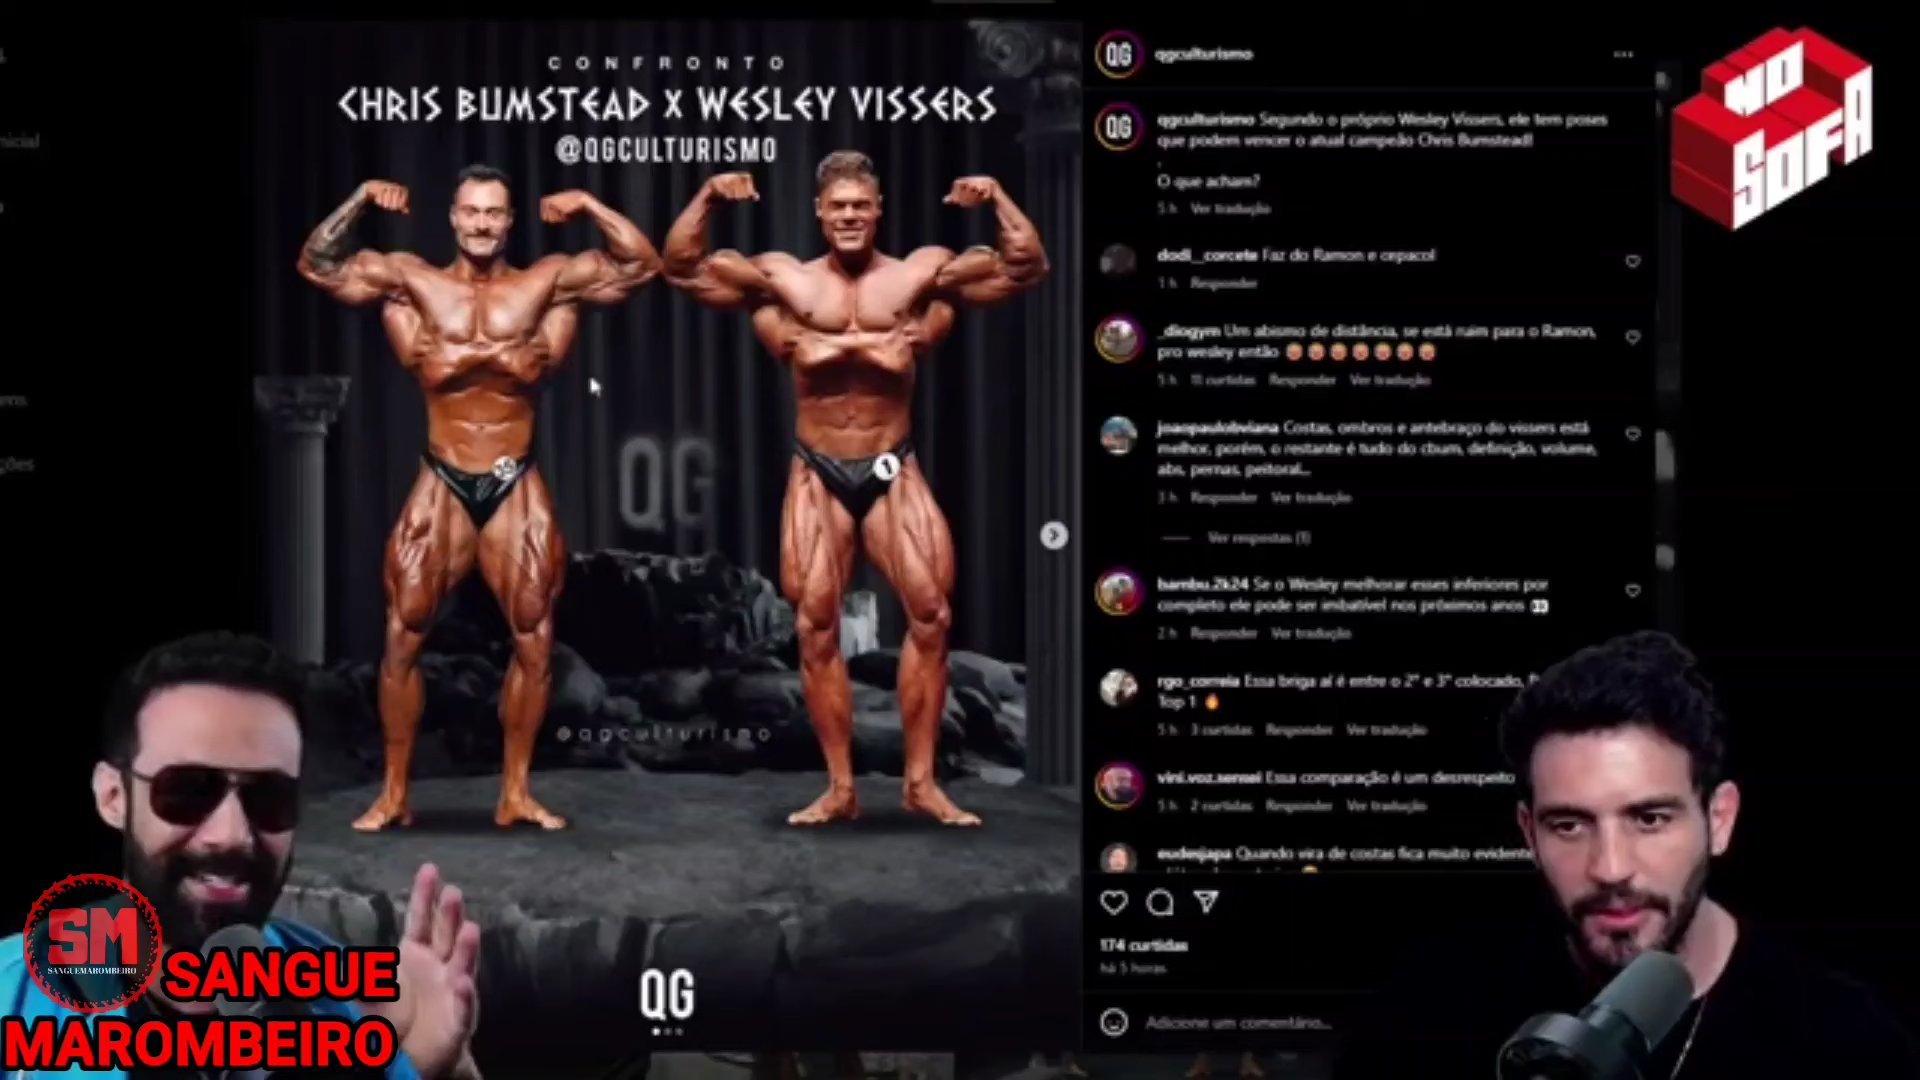 CONFRONTO
CHRIS BUMSTEAD X WESLEY VISSERS
@QGCULTURISMO
QG
@qgculturismo
QG
QG
qgculturismo
QG
qgculturismo Segundo o próprio Wesley Vissers, ele tem poses
que podem vencer o atual campeão Chris Bumstead!
.
O que acham?
5 h Ver tradução
dodi__corcete Faz do Ramon e cepacol
1 h Responder
_diogym Um abismo de distância, se está ruim para o Ramon,
pro wesley então
5 h 11 curtidas Responder Ver tradução
joaopaulobviana Costas, ombros e antebraço do vissers está
melhor, porém, o restante é tudo do cbum, definição, volume,
abs, pernas, peitoral...
3 h Responder Ver tradução
Ver respostas (1)
bambu.2k24 Se o Wesley melhorar esses inferiores por
completo ele pode ser imbatível nos próximos anos
2 h Responder Ver tradução
rgo_correia Essa briga aí é entre o 2° e 3° colocado,
Top 1
5 h 3 curtidas Responder Ver tradução
vini.voz.sensei Essa comparação é um desrespeito
5 h 2 curtidas Responder Ver tradução
eudesjapa Quando vira de costas fica muito evidente
174 curtidas
há 5 horas
Adicione um comentário...
NO
SOFA
SM
SANGUEMAROMBEIRO
SANGUE
MAROMBEIRO
1